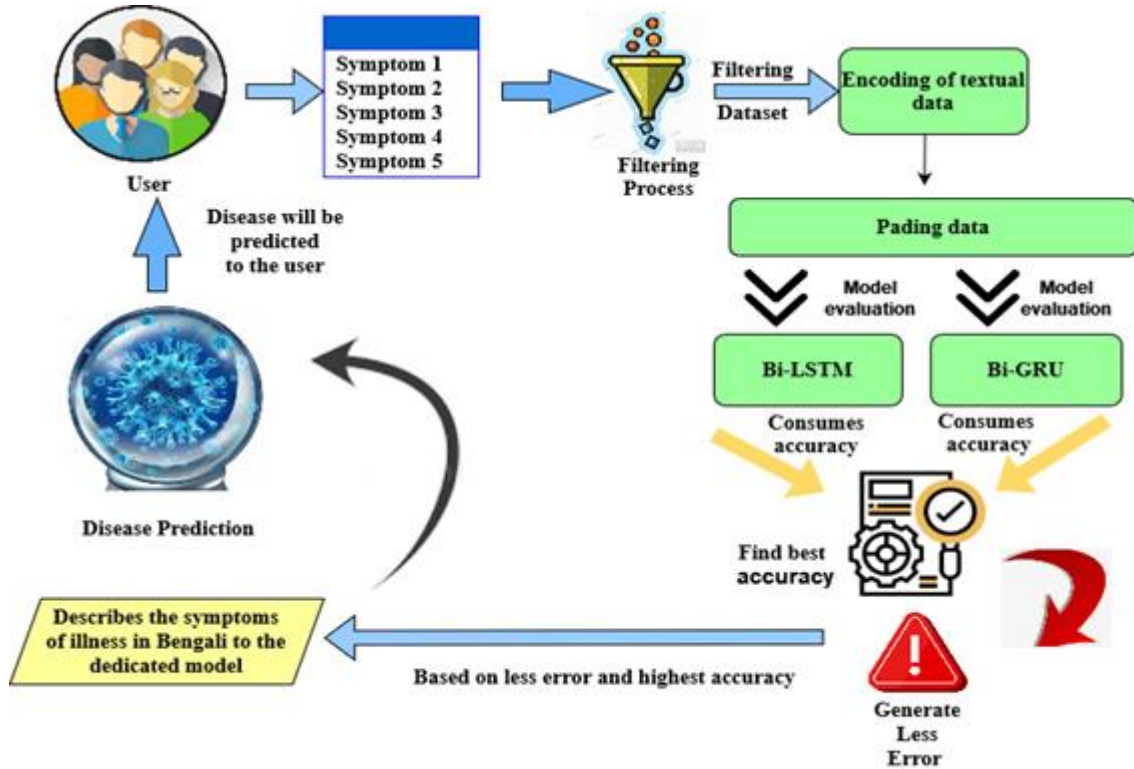 User
Symptom 1
Symptom 2
Symptom 3
Symptom 4
Symptom 5
Filtering
Process
Filtering
Dataset
Encoding of textual
data
Pading data
Model
evaluation
Model
evaluation
Bi-LSTM
Bi-GRU
Consumes
accuracy
Consumes
accuracy
Find best
accuracy
Generate
Less
Error
Based on less error and highest accuracy
Describes the symptoms
of illness in Bengali to the
dedicated model
Disease Prediction
Disease will be
predicted
to the user